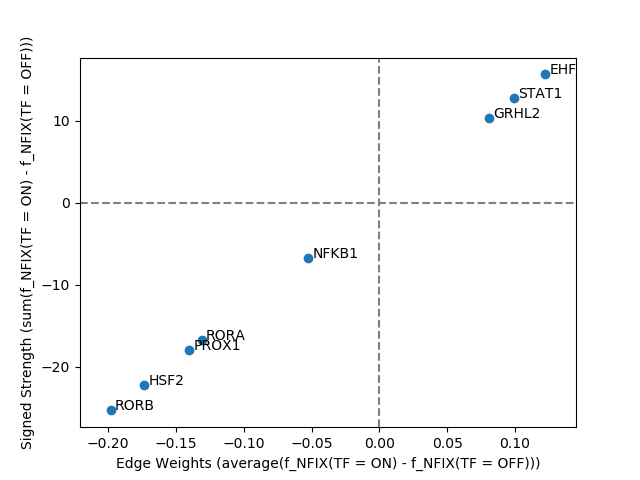 Signed Strength (sum(f_NFIX(TF = ON) - f_NFIX(TF = OFF)))
10
0
−10
−20
EHF
STAT1
GRHL2
NFKB1
RORA
PROX1
HSF2
RORB
−0.20 −0.15 −0.10 −0.05 0.00 0.05 0.10
Edge Weights (average(f_NFIX(TF = ON) - f_NFIX(TF = OFF)))